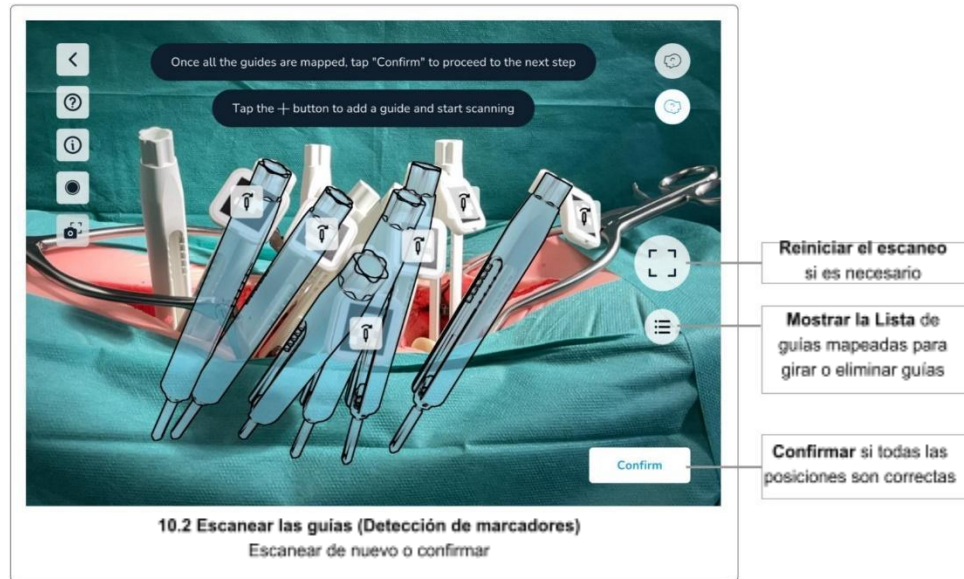 Once all the guides are mapped, tap "Confirm" to proceed to the next step
Tap the + button to add a guide and start scanning
Reiniciar el escaneo
si es necesario
Mostrar la Lista de
guías mapeadas para
girar o eliminar guías
Confirm
Confirmar si todas las
posiciones son correctas
10.2 Escanear las guías (Detección de marcadores)
Escanear de nuevo o confirmar